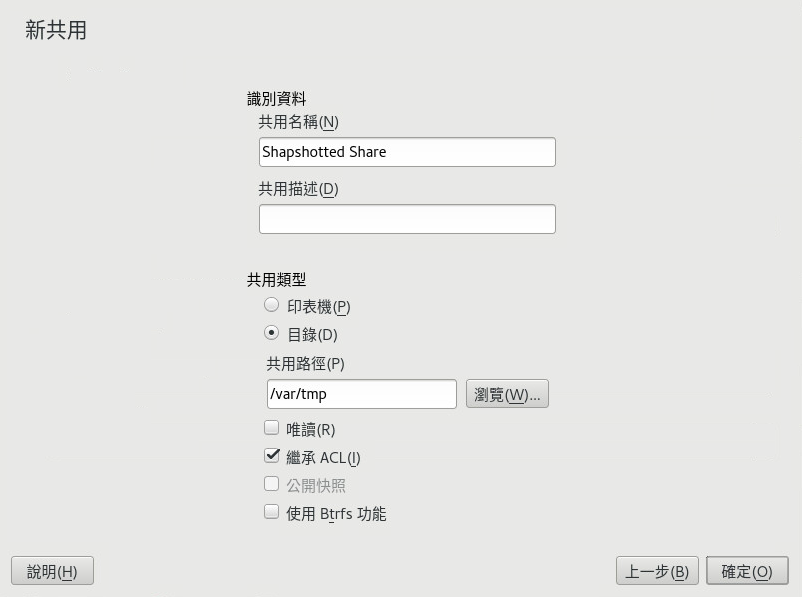 新共用
識別資料
共用名稱(N)
Shapshotted Share
共用描述(D)
共用類型
印表機(P)
目錄(D)
共用路徑(P)
/var/tmp
瀏覽(W)...
唯讀(R)
繼承 ACL(I)
公開快照
使用 Btrfs 功能
說明(H)
上一步(B)
確定(O)